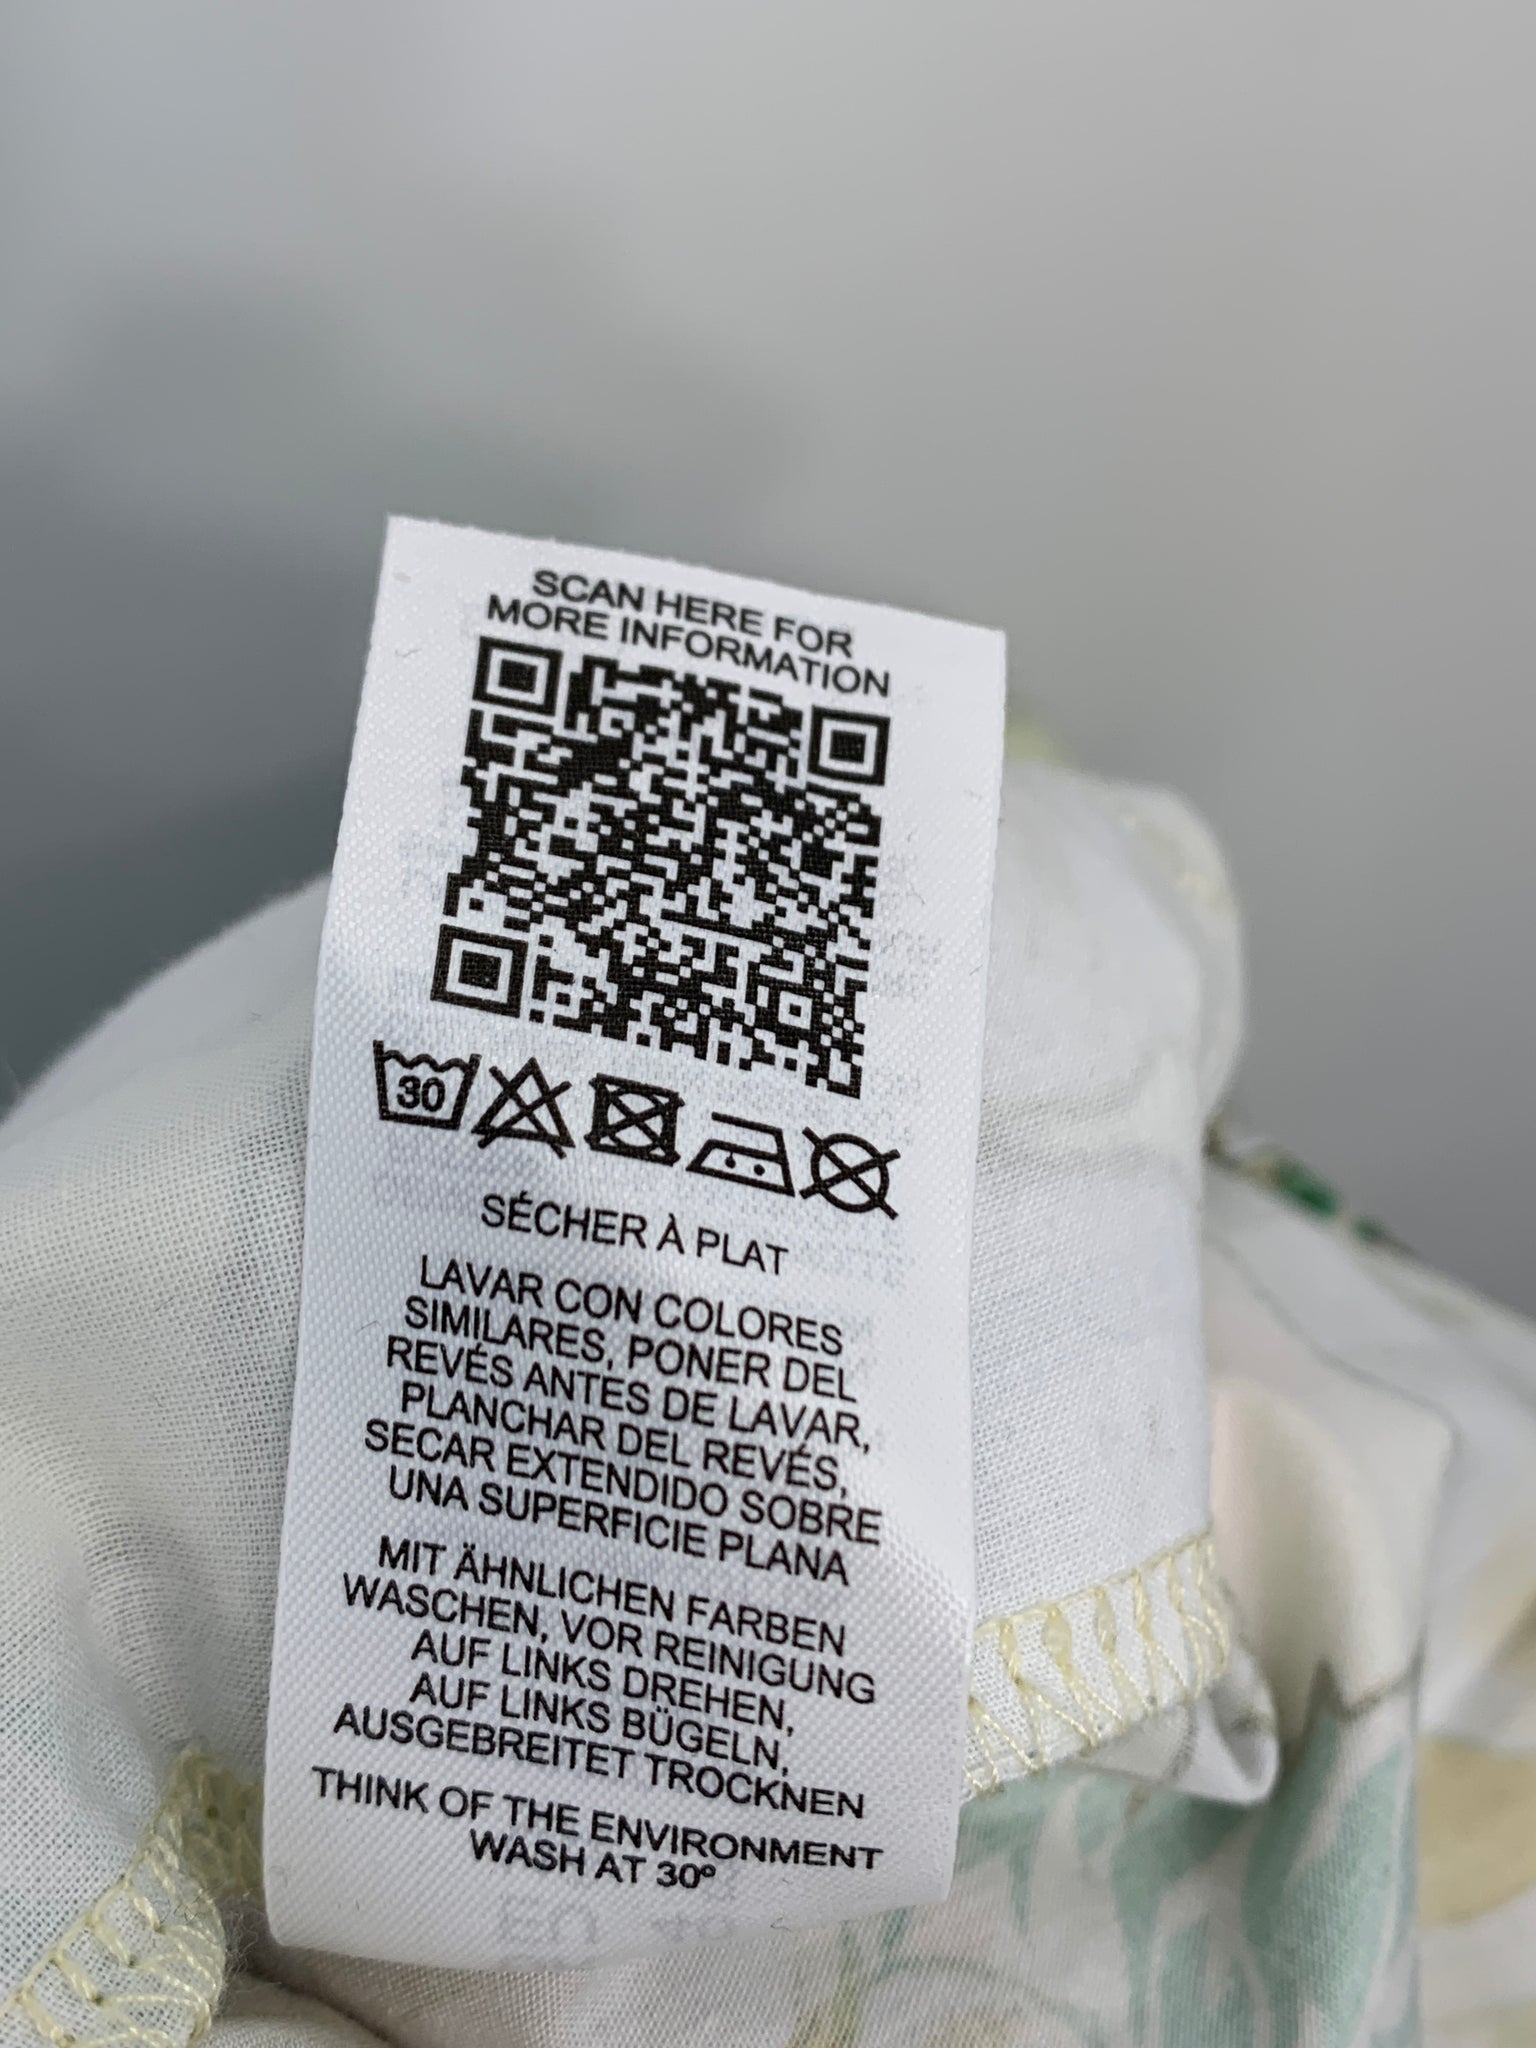 SCAN HERE FOR
MORE INFORMATION
30
SÉCHER À PLAT
LAVAR CON COLORES
SIMILARES, PONER DEL
REVÉS ANTES DE LAVAR,
PLANCHAR DEL REVÉS,
SECAR EXTENDIDO SOBRE
UNA SUPERFICIE PLANA
MIT ÄHNLICHEN FARBEN
WASCHEN, VOR REINIGUNG
AUF LINKS DREHEN,
AUF LINKS BÜGELN,
AUSGEBREITET TROCKNEN
THINK OF THE ENVIRONMENT
WASH AT 30º